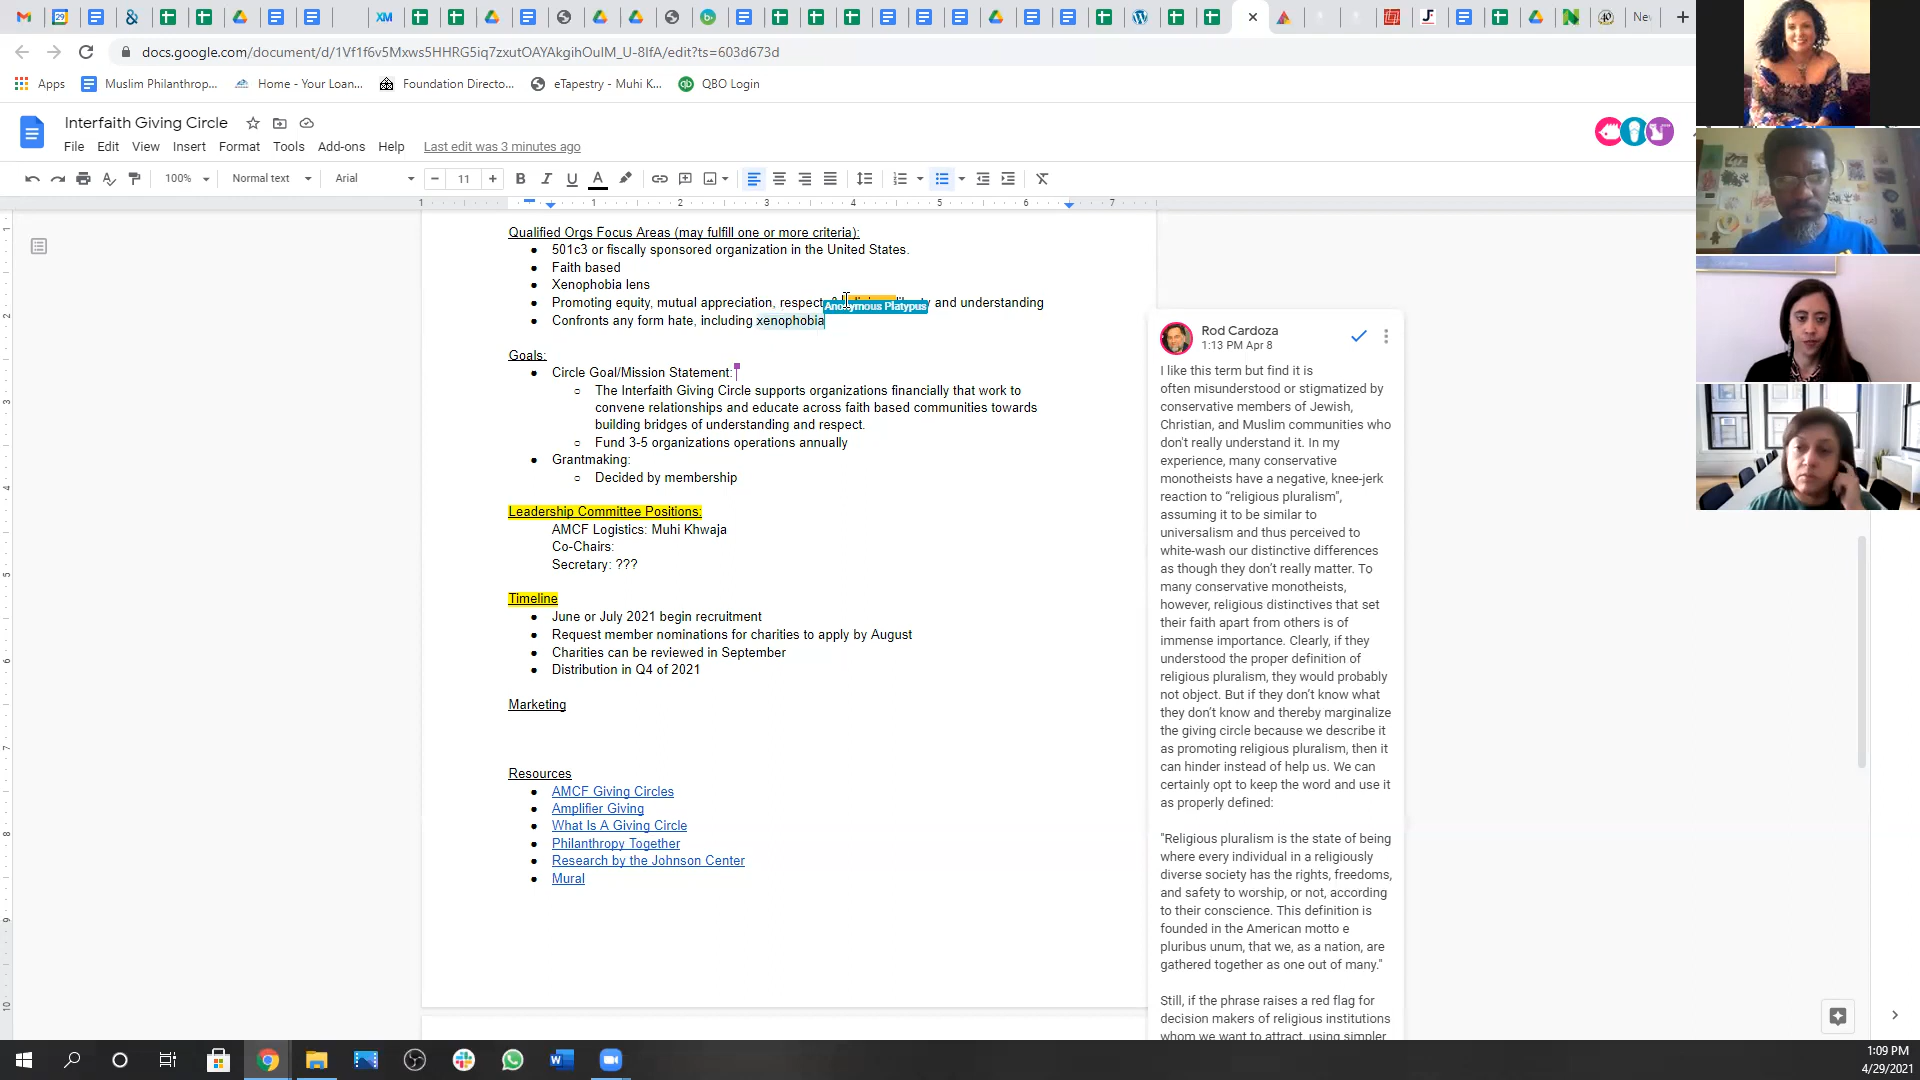 Nev
docs.google.com/document/d/1Vf1f6v5Mxws5HHRG5iq7zxutOAYAkgihOulM_U-8IfA/edit?ts=603d673d
Apps Muslim Philanthrop... Home - Your Loan... Foundation Directo... eTapestry - Muhi K... QBO Login
Interfaith Giving Circle
File Edit View Insert Format Tools Add-ons Help Last edit was 3 minutes ago
100% Normal text Arial 11
1 1 2 3 4 5 6 7
Qualified Orgs Focus Areas (may fulfill one or more criteria):
501c3 or fiscally sponsored organization in the United States.
Faith based
Xenophobia lens
Promoting equity, mutual appreciation, respect, and understanding
Anonymous Platypus
Confronts any form hate, including xenophobia
Goals:
Circle Goal/Mission Statement:
The Interfaith Giving Circle supports organizations financially that work to
convene relationships and educate across faith based communities towards
building bridges of understanding and respect.
Fund 3-5 organizations operations annually
Grantmaking:
Decided by membership
Leadership Committee Positions:
AMCF Logistics: Muhi Khwaja
Co-Chairs:
Secretary: ???
Timeline
June or July 2021 begin recruitment
Request member nominations for charities to apply by August
Charities can be reviewed in September
Distribution in Q4 of 2021
Marketing
Resources
AMCF Giving Circles
Amplifier Giving
What Is A Giving Circle
Philanthropy Together
Research by the Johnson Center
Mural
Rod Cardoza
1:13 PM Apr 8
I like this term but find it is
often misunderstood or stigmatized by
conservative members of Jewish,
Christian, and Muslim communities who
don't really understand it. In my
experience, many conservative
monotheists have a negative, knee-jerk
reaction to “religious pluralism”,
assuming it to be similar to
universalism and thus perceived to
white-wash our distinctive differences
as though they don’t really matter. To
many conservative monotheists,
however, religious distinctives that set
their faith apart from others is of
immense importance. Clearly, if they
understood the proper definition of
religious pluralism, they would probably
not object. But if they don’t know what
they don’t know and thereby marginalize
the giving circle because we describe it
as promoting religious pluralism, then it
can hinder instead of help us. We can
certainly opt to keep the word and use it
as properly defined:
"Religious pluralism is the state of being
where every individual in a religiously
diverse society has the rights, freedoms,
and safety to worship, or not, according
to their conscience. This definition is
founded in the American motto e
pluribus unum, that we, as a nation, are
gathered together as one out of many."
Still, if the phrase raises a red flag for
decision makers of religious institutions
whom we want to attract, using simpler
1:09 PM
4/29/2021